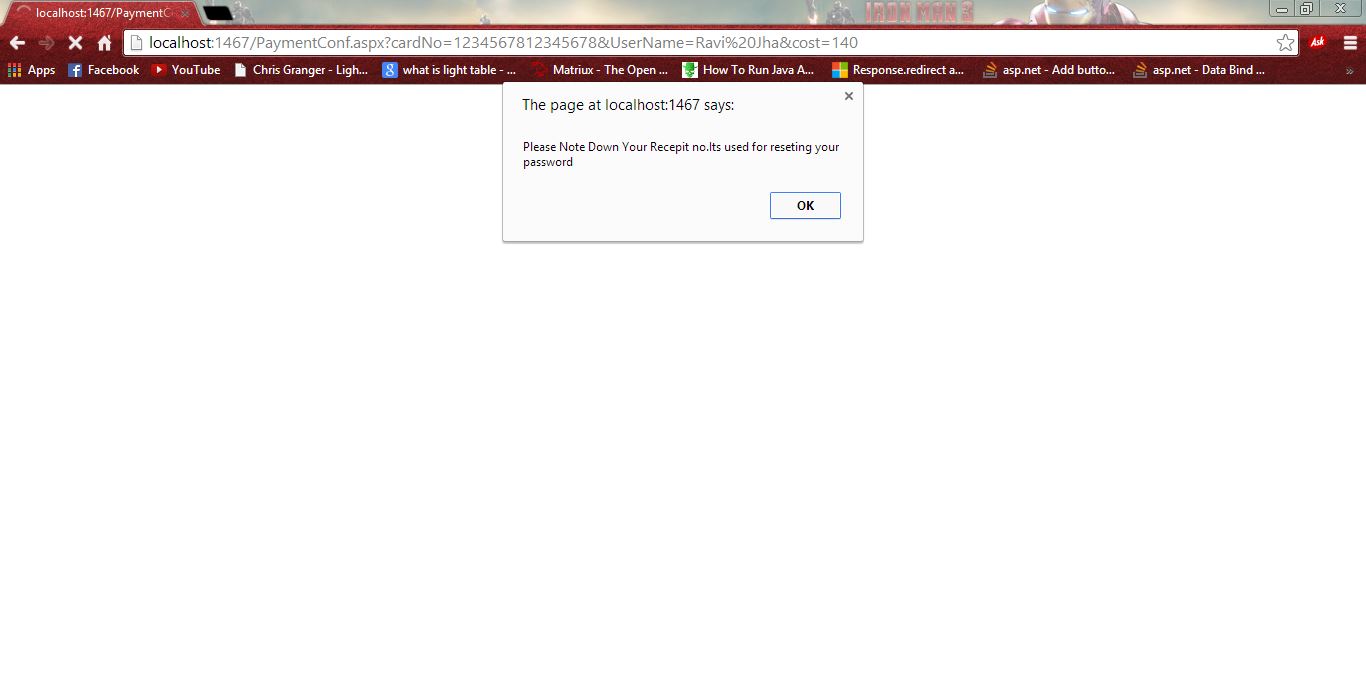 localhost:1467/PaymentC
IRON MAN 3
localhost:1467/PaymentConf.aspx?cardNo=1234567812345678&UserName=Ravi%20Jha&cost=140
Ask
Apps Facebook YouTube Chris Granger - Ligh... what is light table - ... Matriux - The Open ... How To Run Java A... Response.redirect a... asp.net - Add butto... asp.net - Data Bind ... »
The page at localhost:1467 says:
Please Note Down Your Recepit no.Its used for reseting your
password
OK